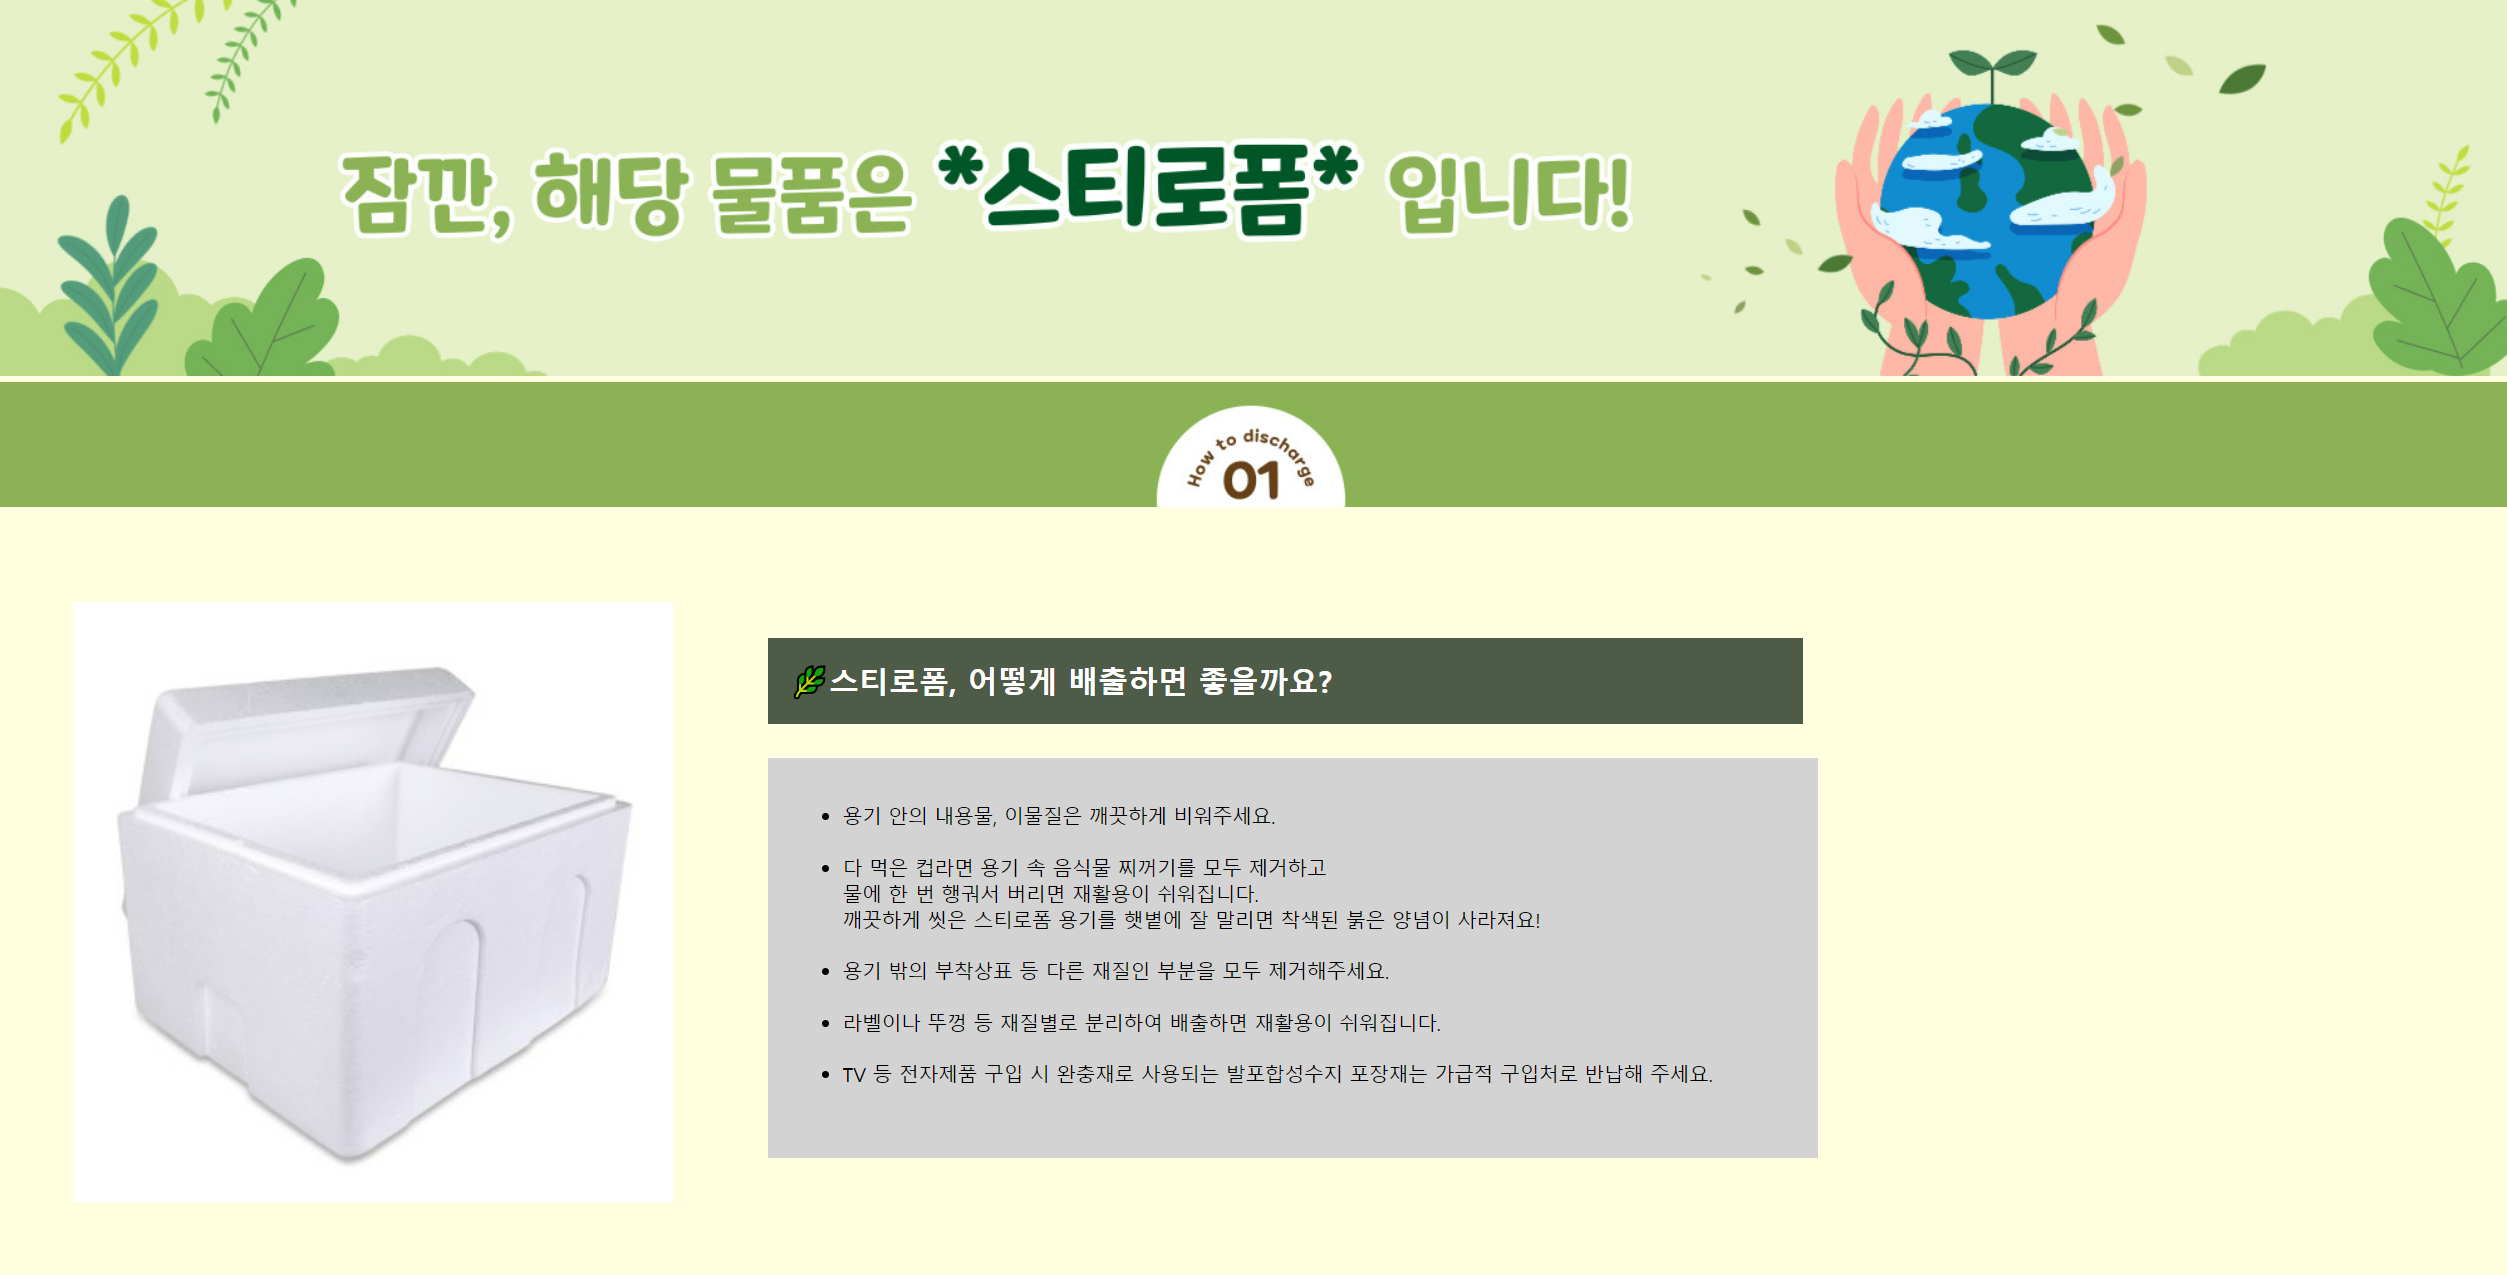 잠깐, 해당 물품은 *스티로폼* 입니다!
How to discharge
01
스티로폼, 어떻게 배출하면 좋을까요?
• 용기 안의 내용물, 이물질은 깨끗하게 비워주세요.
• 다 먹은 컵라면 용기 속 음식물 찌꺼기를 모두 제거하고
물에 한 번 행궈서 버리면 재활용이 쉬워집니다.
깨끗하게 씻은 스티로폼 용기를 햇볕에 잘 말리면 착색된 붉은 양념이 사라져요!
• 용기 밖의 부착상표 등 다른 재질인 부분을 모두 제거해주세요.
• 라벨이나 뚜껑 등 재질별로 분리하여 배출하면 재활용이 쉬워집니다.
• TV 등 전자제품 구입 시 완충재로 사용되는 발포합성수지 포장재는 가급적 구입처로 반납해 주세요.